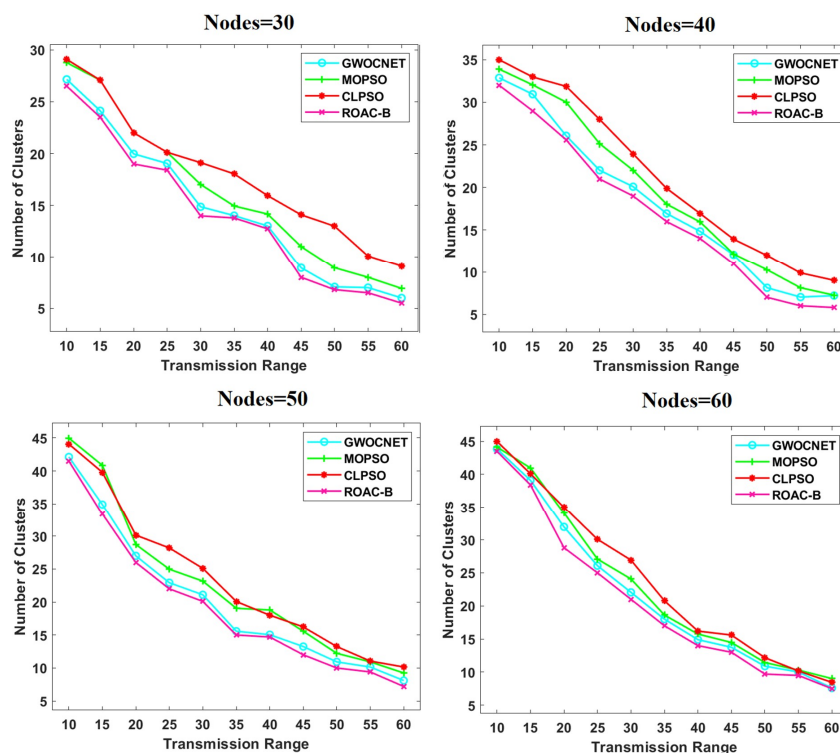 Nodes=30
30
25
20
15
10
5
Number of Clusters
GWOCNET
MOPSO
CLPSO
ROAC-B
10 15 20 25 30 35 40 45 50 55 60
Transmission Range
Nodes=40
35
30
25
20
15
10
5
Number of Clusters
GWOCNET
MOPSO
CLPSO
ROAC-B
10 15 20 25 30 35 40 45 50 55 60
Transmission Range
Nodes=50
45
40
35
30
25
20
15
10
5
Number of Clusters
GWOCNET
MOPSO
CLPSO
ROAC-B
10 15 20 25 30 35 40 45 50 55 60
Transmission Range
Nodes=60
45
40
35
30
25
20
15
10
5
Number of Clusters
GWOCNET
MOPSO
CLPSO
ROAC-B
10 15 20 25 30 35 40 45 50 55 60
Transmission Range